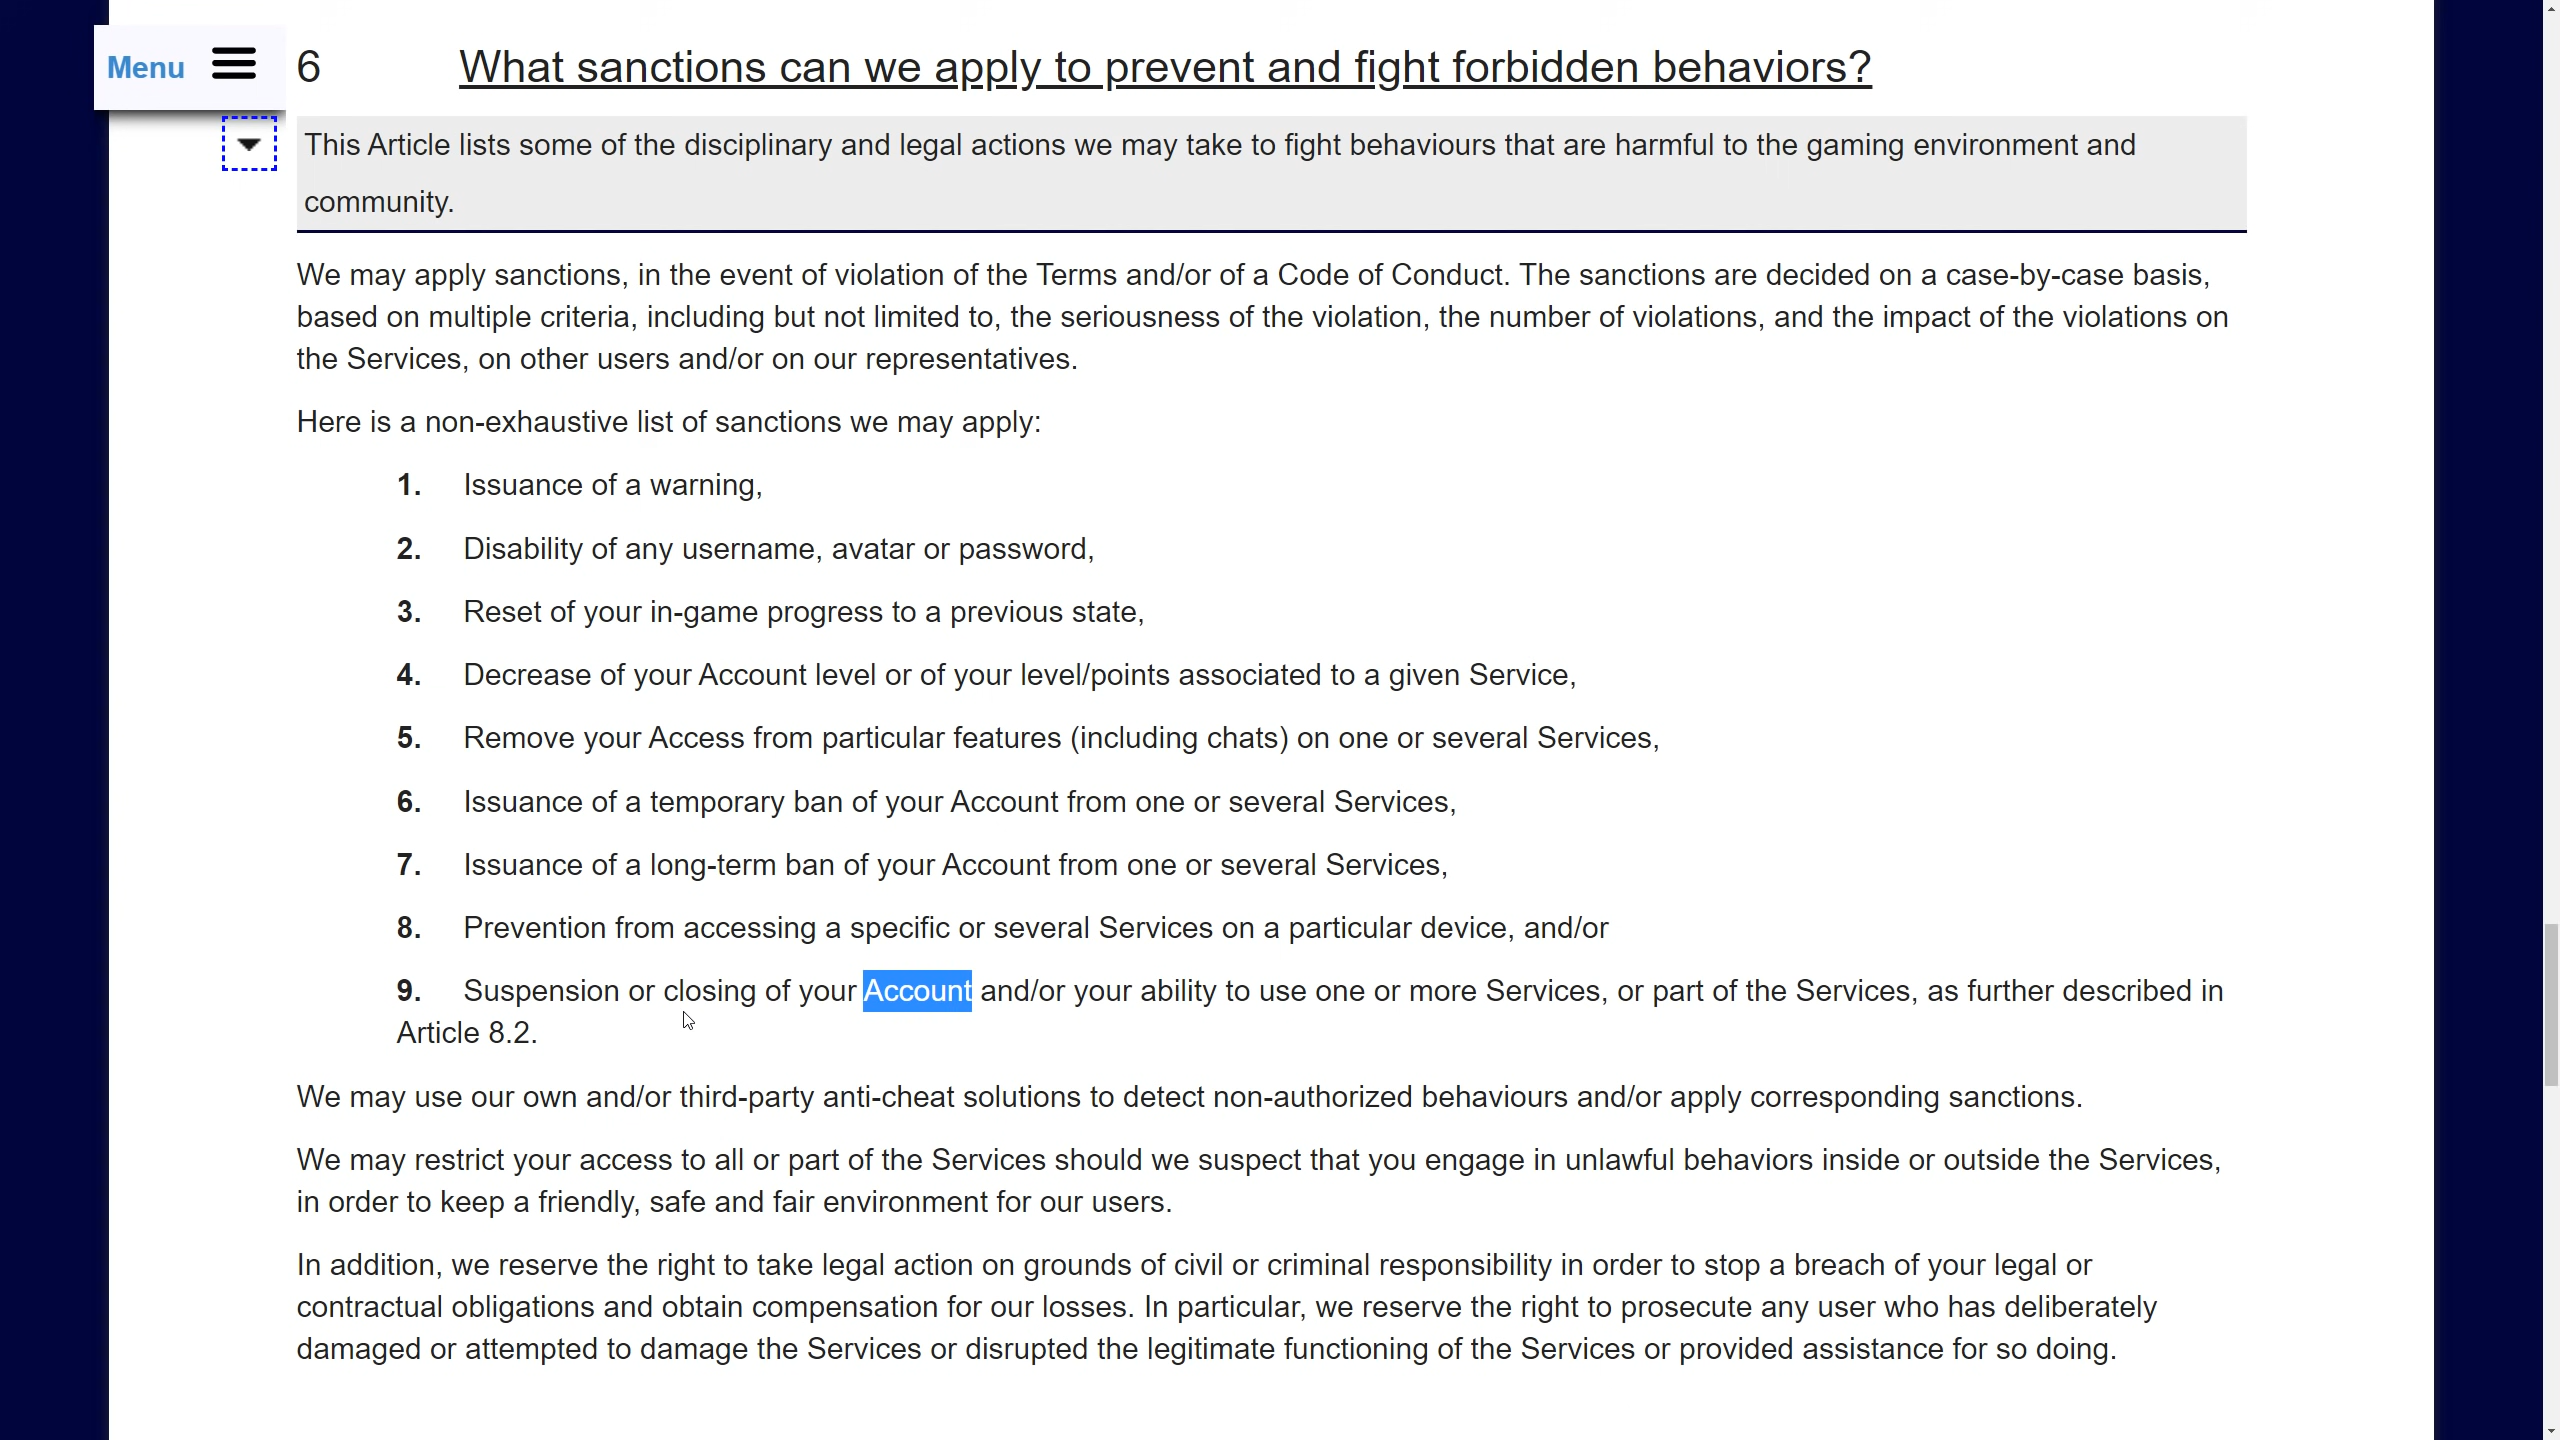 Menu
6 What sanctions can we apply to prevent and fight forbidden behaviors?
This Article lists some of the disciplinary and legal actions we may take to fight behaviours that are harmful to the gaming environment and
community.
We may apply sanctions, in the event of violation of the Terms and/or of a Code of Conduct. The sanctions are decided on a case-by-case basis,
based on multiple criteria, including but not limited to, the seriousness of the violation, the number of violations, and the impact of the violations on
the Services, on other users and/or on our representatives.
Here is a non-exhaustive list of sanctions we may apply:
1. Issuance of a warning,
2. Disability of any username, avatar or password,
3. Reset of your in-game progress to a previous state,
4. Decrease of your Account level or of your level/points associated to a given Service,
5. Remove your Access from particular features (including chats) on one or several Services,
6. Issuance of a temporary ban of your Account from one or several Services,
7. Issuance of a long-term ban of your Account from one or several Services,
8. Prevention from accessing a specific or several Services on a particular device, and/or
9. Suspension or closing of your Account and/or your ability to use one or more Services, or part of the Services, as further described in
Article 8.2.
We may use our own and/or third-party anti-cheat solutions to detect non-authorized behaviours and/or apply corresponding sanctions.
We may restrict your access to all or part of the Services should we suspect that you engage in unlawful behaviors inside or outside the Services,
in order to keep a friendly, safe and fair environment for our users.
In addition, we reserve the right to take legal action on grounds of civil or criminal responsibility in order to stop a breach of your legal or
contractual obligations and obtain compensation for our losses. In particular, we reserve the right to prosecute any user who has deliberately
damaged or attempted to damage the Services or disrupted the legitimate functioning of the Services or provided assistance for so doing.